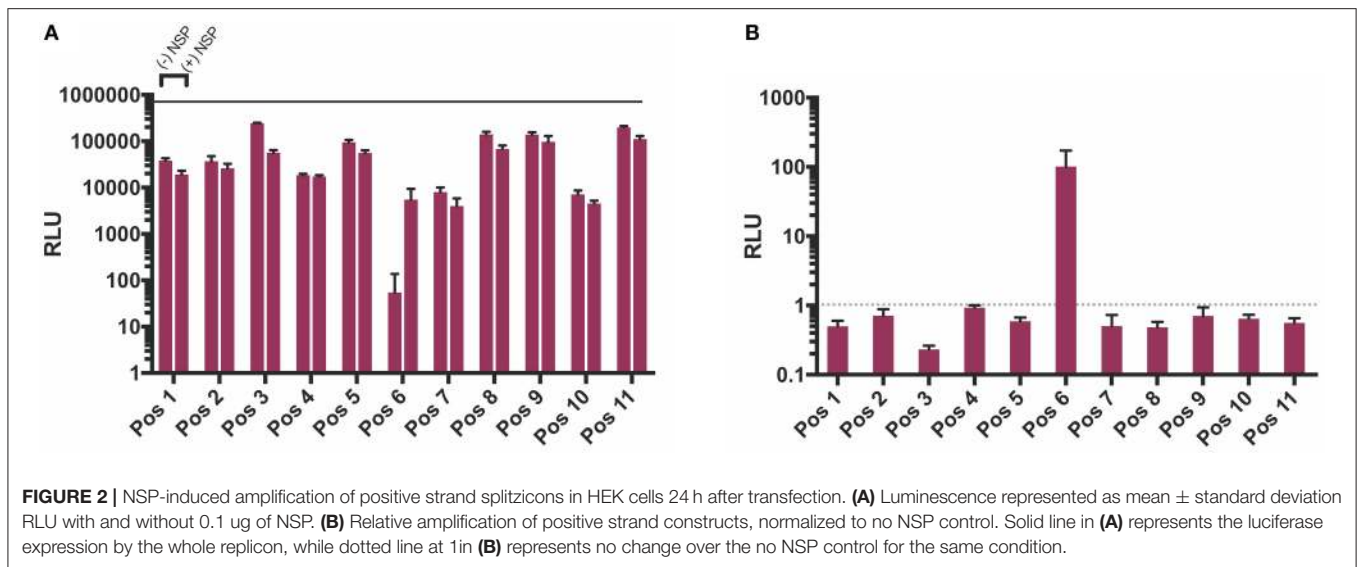 A
(-) NSP
(+) NSP
1000000
100000
10000
1000
100
10
1
RLU
Pos 1
Pos 2
Pos 3
Pos 4
Pos 5
Pos 6
Pos 7
Pos 8
Pos 9
Pos 10
Pos 11
B
1000
100
10
1
0.1
RLU
Pos 1
Pos 2
Pos 3
Pos 4
Pos 5
Pos 6
Pos 7
Pos 8
Pos 9
Pos 10
Pos 11
FIGURE 2 | NSP-induced amplification of positive strand splitzicons in HEK cells 24 h after transfection. (A) Luminescence represented as mean ± standard deviation
RLU with and without 0.1 ug of NSP. (B) Relative amplification of positive strand constructs, normalized to no NSP control. Solid line in (A) represents the luciferase
expression by the whole replicon, while dotted line at 1in (B) represents no change over the no NSP control for the same condition.